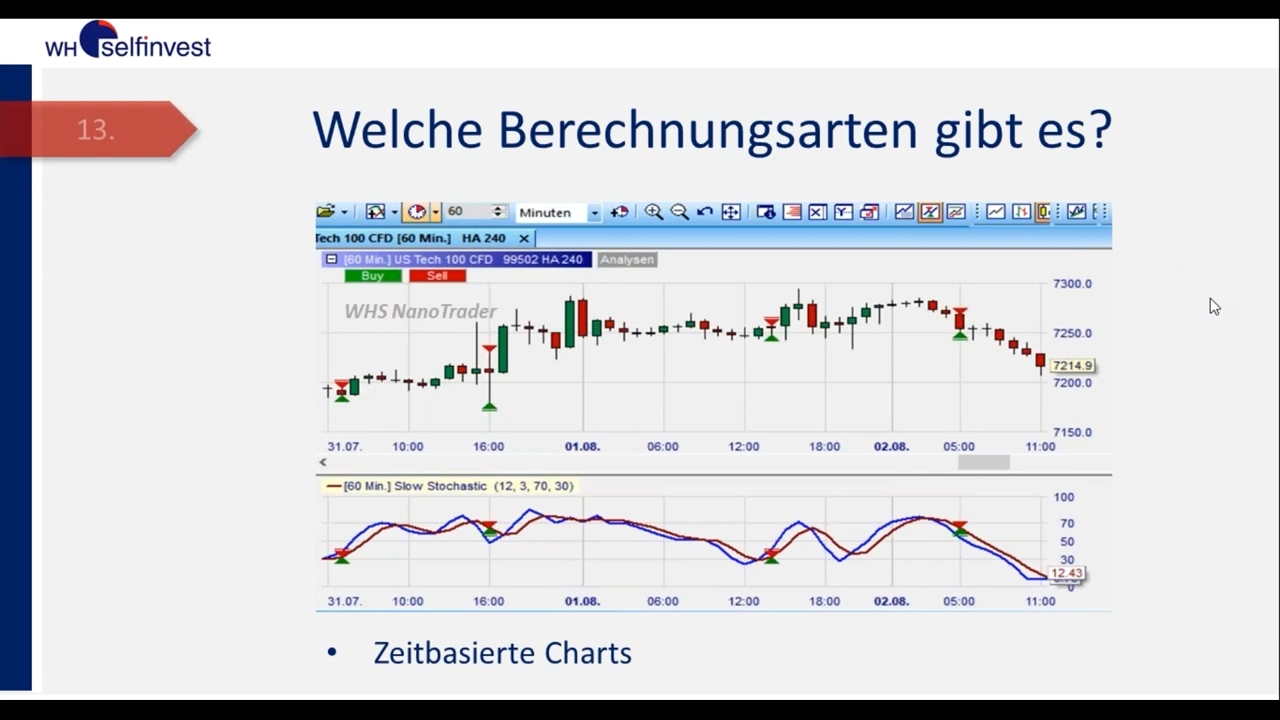 WH selfinvest
13.
Welche Berechnungsarten gibt es?
60 Minuten
Tech 100 CFD [60 Min.] HA 240
[60 Min.] US Tech 100 CFD 99502 HA 240 Analysen
Buy Sell
WHS NanoTrader
7300.0
7250.0
7214.9
7200.0
7150.0
31.07. 10:00 16:00 01.08. 06:00 12:00 18:00 02.08. 05:00 11:00
[60 Min.] Slow Stochastic (12, 3, 70, 30)
100
70
50
30
12.43
0
31.07. 10:00 16:00 01.08. 06:00 12:00 18:00 02.08. 05:00 11:00
• Zeitbasierte Charts